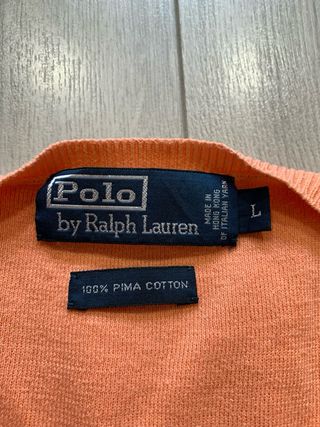 Polo
by Ralph Lauren
MADE IN
HONG KONG
OF ITALIAN YARN
L
100% PIMA COTTON